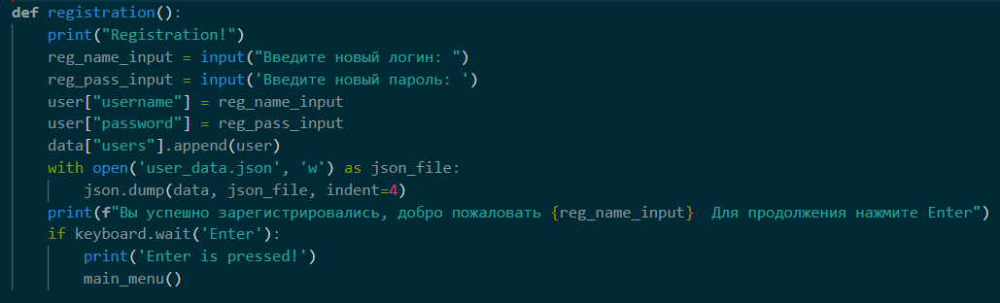 def registration():
    print("Registration!")
    reg_name_input = input("Введите новый логин: ")
    reg_pass_input = input('Введите новый пароль: ')
    user["username"] = reg_name_input
    user["password"] = reg_pass_input
    data["users"].append(user)
    with open('user_data.json', 'w') as json_file:
        json.dump(data, json_file, indent=4)
    print(f"Вы успешно зарегистрировались, добро пожаловать {reg_name_input}  Для продолжения нажмите Enter")
    if keyboard.wait('Enter'):
        print('Enter is pressed!')
        main_menu()